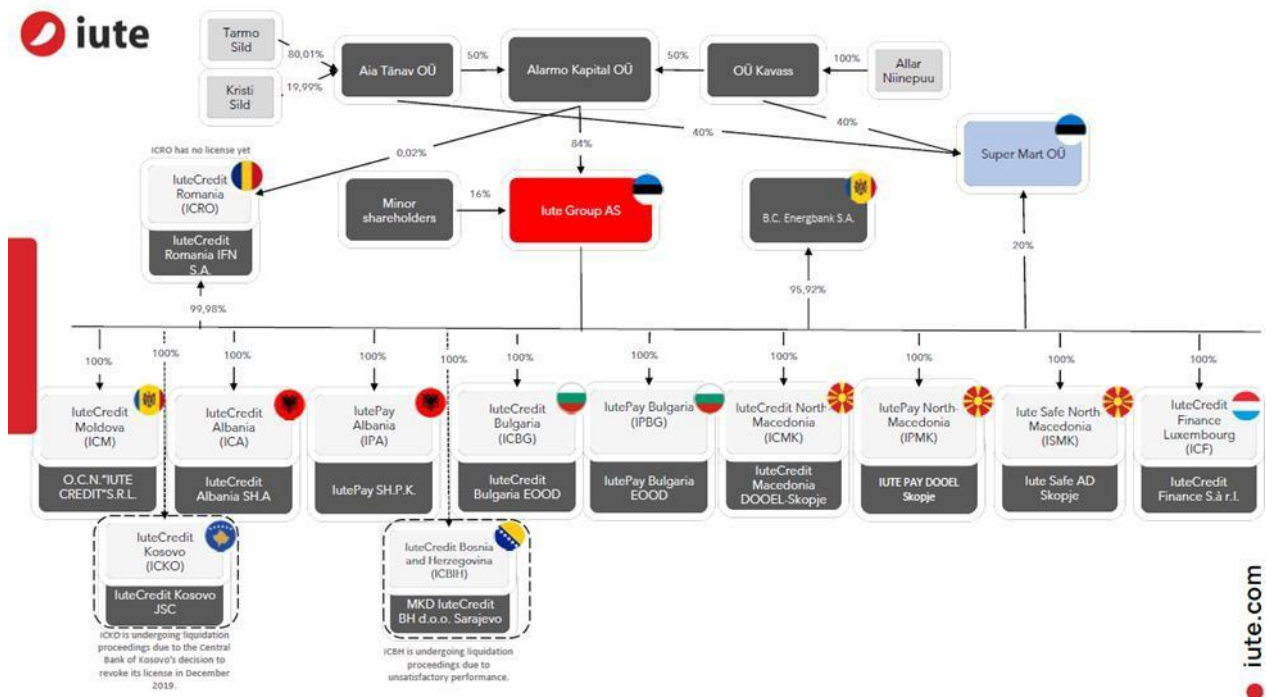 iute
Tarmo
Sild
80,01%
Kristi
Sild
19,99%
Aia Tänav OÜ
50%
Alarmo Kapital OÜ
50%
OÜ Kavass
100%
Allar
Niinepuu
40%
40%
Super Mart OÜ
ICRO has no license yet
IuteCredit
Romania
(ICRO)
IuteCredit
Romania IFN
S.A.
0,02%
84%
Minor
shareholders
16%
Iute Group AS
B.C. Energbank S.A.
20%
99,98%
95,92%
100%
100%
100%
100%
100%
100%
100%
100%
100%
100%
100%
IuteCredit
Moldova
(ICM)
O.C.N."IUTE
CREDIT"S.R.L.
IuteCredit
Albania
(ICA)
IuteCredit
Albania SH.A
IutePay
Albania
(IPA)
IutePay SH.P.K.
IuteCredit
Bulgaria
(ICBG)
IuteCredit
Bulgaria EOOD
IutePay Bulgaria
(IPBG)
IutePay Bulgaria
EOOD
IuteCredit North-
Macedonia
(ICMK)
IuteCredit
Macedonia
DOOEL-Skopje
IutePay North-
Macedonia
(IPMK)
IUTE PAY DOOEL
Skopje
Iute Safe North-
Macedonia
(ISMK)
Iute Safe AD
Skopje
IuteCredit
Finance
Luxembourg
(ICF)
IuteCredit
Finance S.à r.l.
IuteCredit
Kosovo
(ICKO)
IuteCredit Kosovo
JSC
ICKO is undergoing liquidation
proceedings due to the Central
Bank of Kosovo's decision to
revoke its license in December
2019.
IuteCredit Bosnia
and Herzegovina
(ICBIH)
MKD IuteCredit
BH d.o.o. Sarajevo
ICBH is undergoing liquidation
proceedings due to
unsatisfactory performance.
iute.com